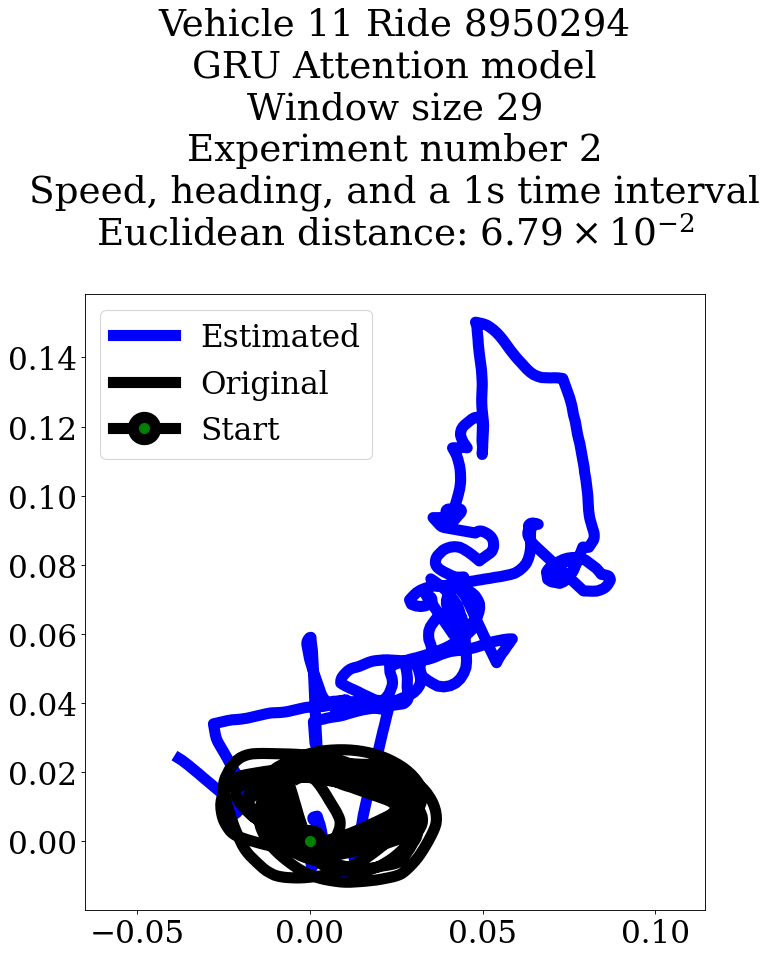 Vehicle 11 Ride 8950294
GRU Attention model
Window size 29
Experiment number 2
Speed, heading, and a 1s time interval
Euclidean distance: 6.79 × 10⁻²
Estimated
Original
Start
0.14
0.12
0.10
0.08
0.06
0.04
0.02
0.00
−0.05 0.00 0.05 0.10